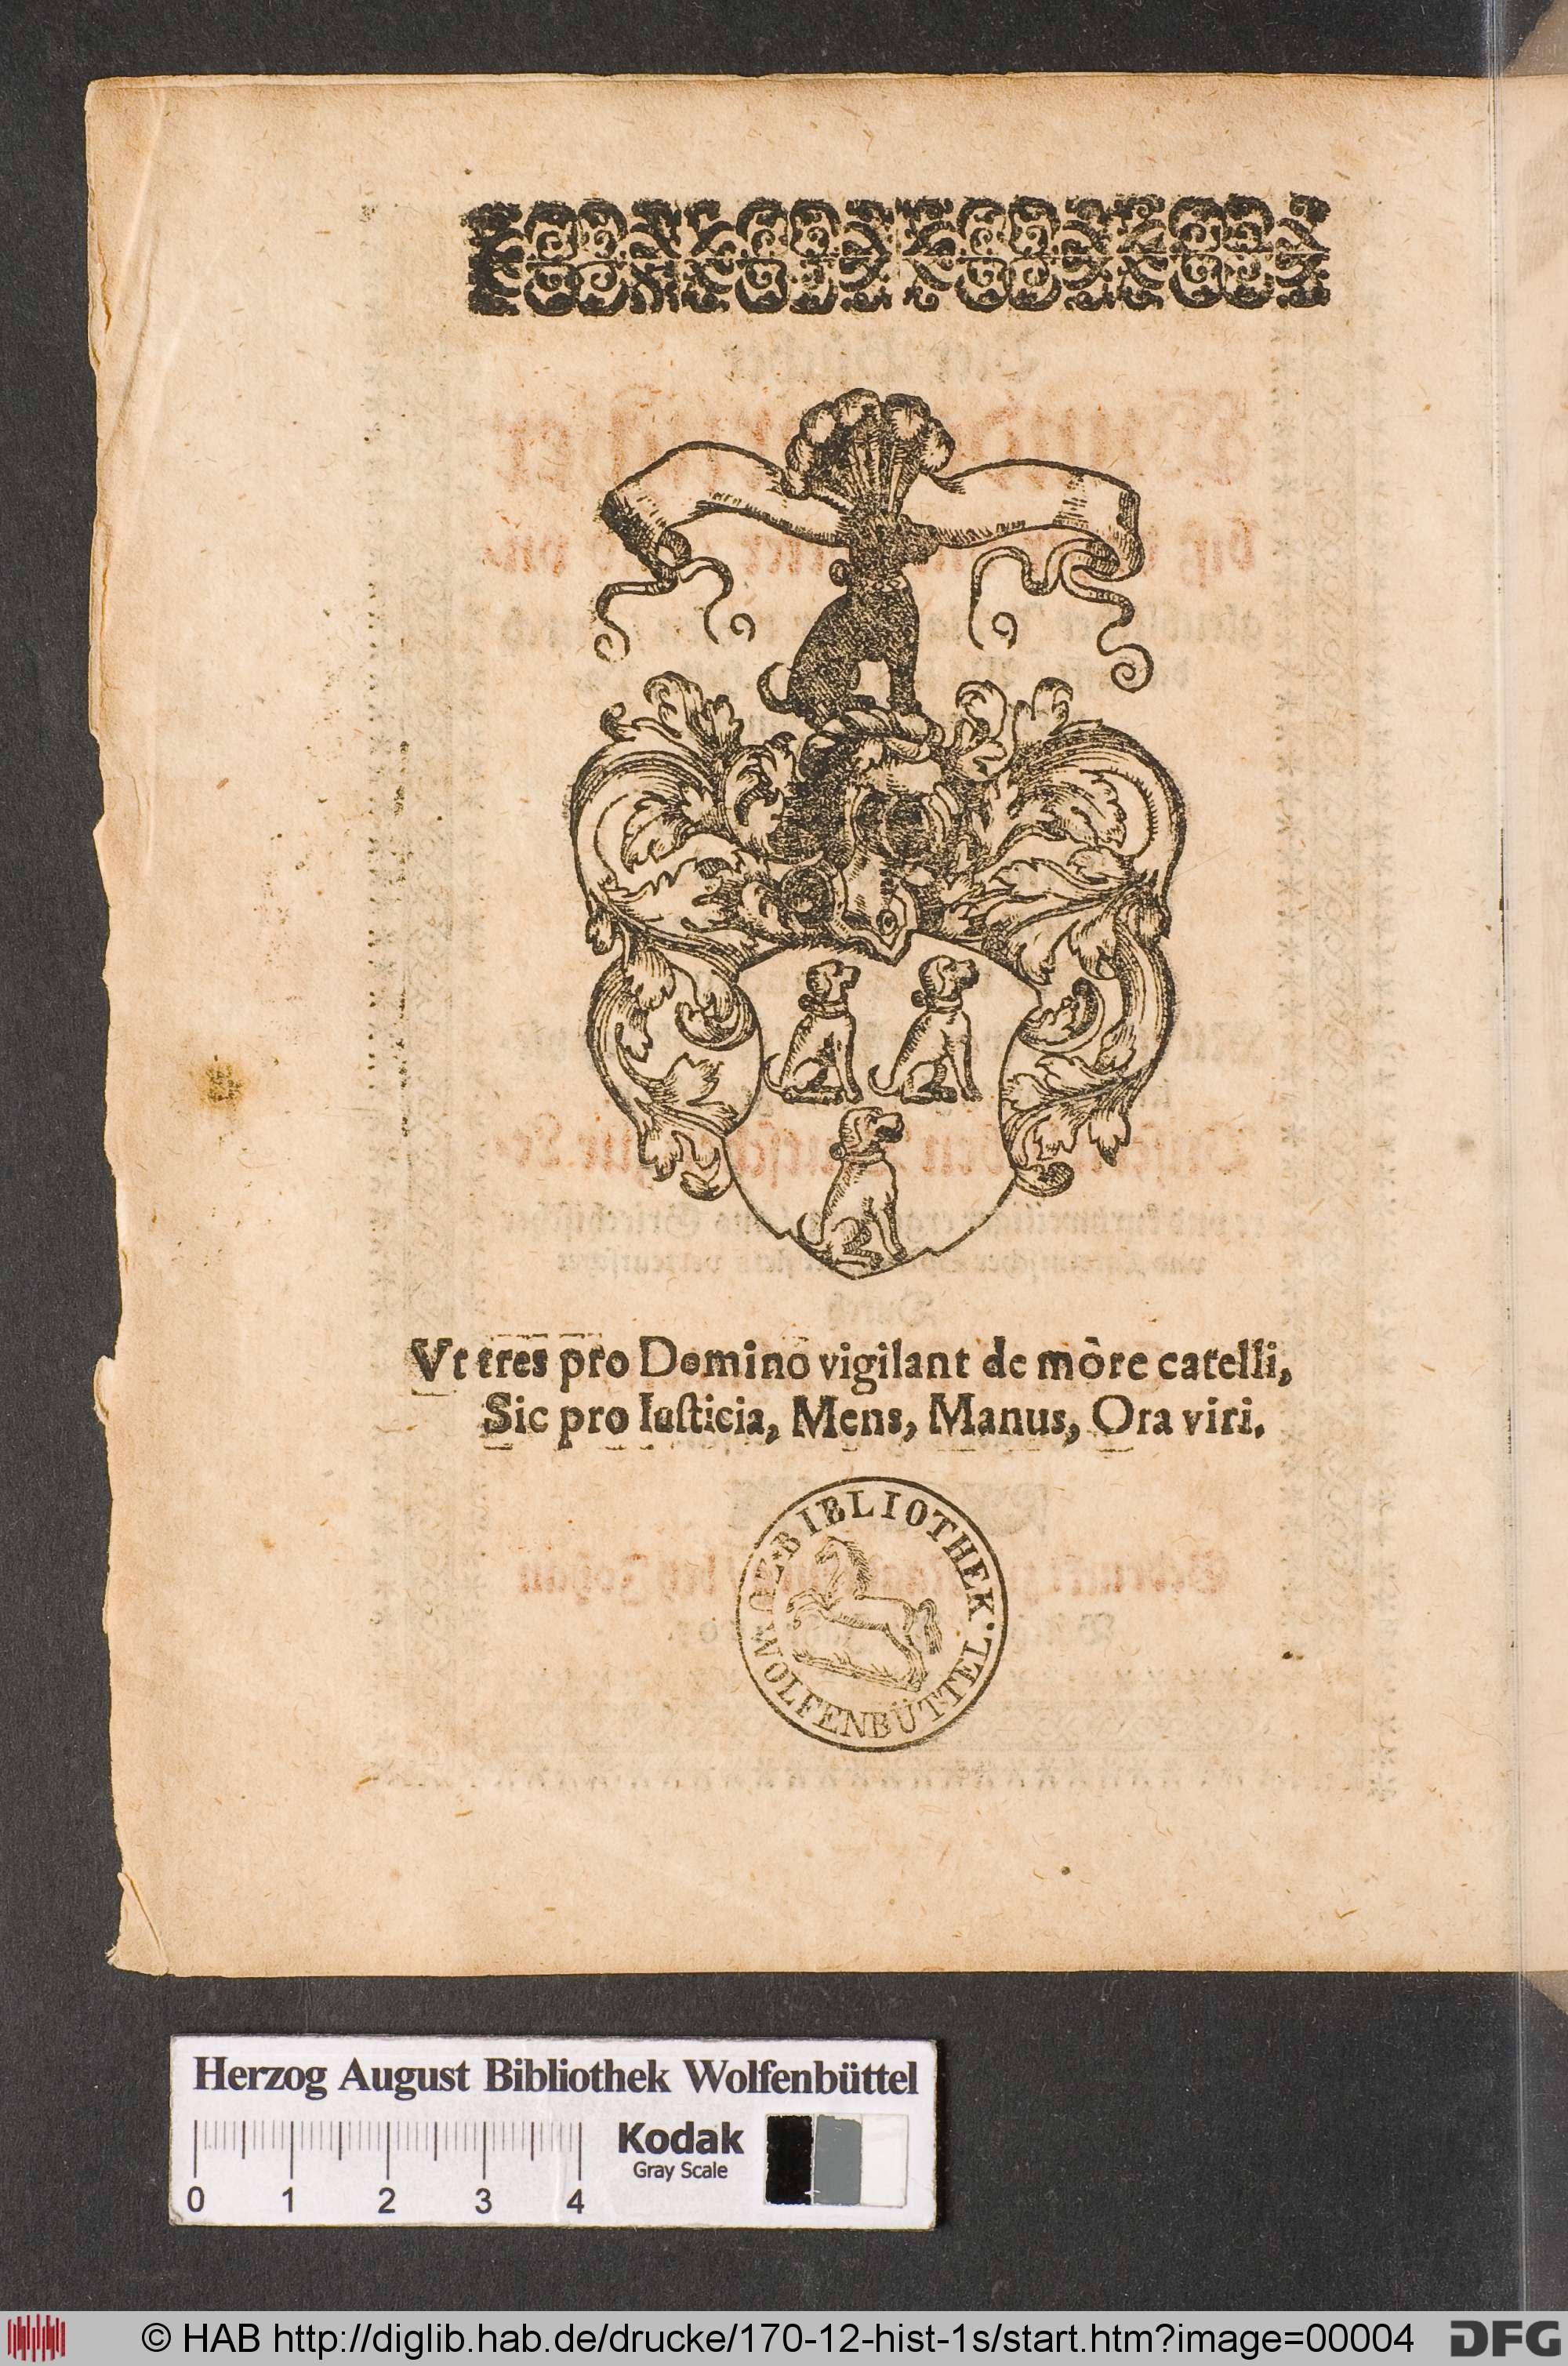 Vt tres pro Domino vigilant de mòre catelli,
Sic pro Iuſticia, Mens, Manus, Ora viri.
BIBLIOTHEK·
WOLFENBÜTTEL
Herzog August Bibliothek Wolfenbüttel
Kodak
Gray Scale
0 1 2 3 4
© HAB http://diglib.hab.de/drucke/170-12-hist-1s/start.htm?image=00004
DFG